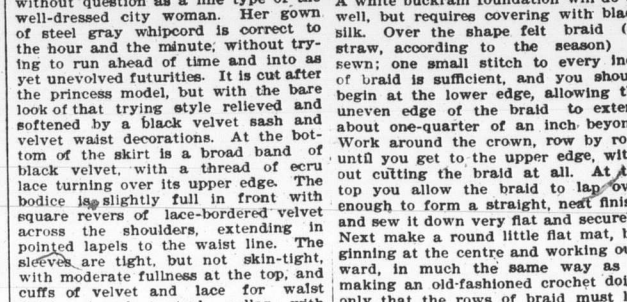 without question as a fine type of the
well-dressed city woman. Her gown
of steel gray whipcord is correct to
the hour and the minute, without try-
ing to run ahead of time and into as
yet unevolved futurities. It is cut after
the princess model, but with the bare
look of that trying style relieved and
softened by a black velvet sash and
velvet waist decorations. At the bot-
tom of the skirt is a broad band of
black velvet, with a thread of ecru
lace turning over its upper edge. The
bodice is slightly full in front with
square revers of lace-bordered velvet
across the shoulders, extending in
pointed lapels to the waist line. The
sleeves are tight, but not skin-tight,
with moderate fullness at the top, and
cuffs of velvet and lace for waist
with
A white buckram foundation will do
well, but requires covering with
silk. Over the shape felt braid (
straw, according to the season)
sewn; one small stitch to every
of braid is sufficient, and you
begin at the lower edge, allowing
uneven edge of the braid to
about one-quarter of an inch
Work around the crown, row by
until you get to the upper edge,
out cutting the braid at all. At
top you allow the braid to lap
enough to form a straight, neat
and sew it down very flat and
Next make a round little flat mat,
ginning at the centre and working
ward, in much the same way as
making an old-fashioned crochet
only that the rows of braid must